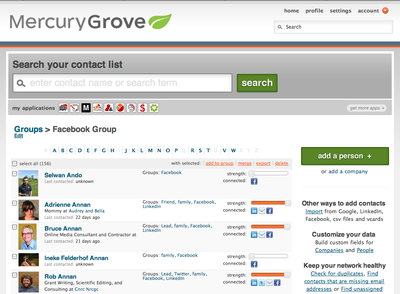 home profile settings account
MercuryGrove
Search
Search your contact list
enter contact name or search term
search
my applications
get more apps >
Groups > Facebook Group
Edit
A B C D E F G H I J K L M N O P Q R S T U V W X Y Z
select all (156)
with selected: add to group | merge | export | delete
add a person +
or add a company
Selwan Ando
Last contacted: unknown
Groups: Facebook
strength:
connected:
Adrienne Annan
Mommy at Audrey and Bella
Last contacted: 22 days ago
Groups: Friend, family, Facebook, LinkedIn
strength:
connected:
Bruce Annan
Online Media Consultant and Contractor at
Last contacted: 21 days ago
Groups: Lead, family, Facebook, LinkedIn
strength:
connected:
Ineke Felderhof Annan
Last contacted: unknown
Groups: family, Facebook
strength:
connected:
Rob Annan
Grant Writing, Scientific Editing, and
Consulting at
Groups: Lead, Twitter, family, Facebook, LinkedIn
strength:
connected:
Other ways to add contacts
Import from Google, LinkedIn,
Facebook, csv files and vcards
Customize your data
Build custom fields for
Companies and People
Keep your network healthy
Check for duplicates, Find
contacts that are missing email
addresses or Find unassigned